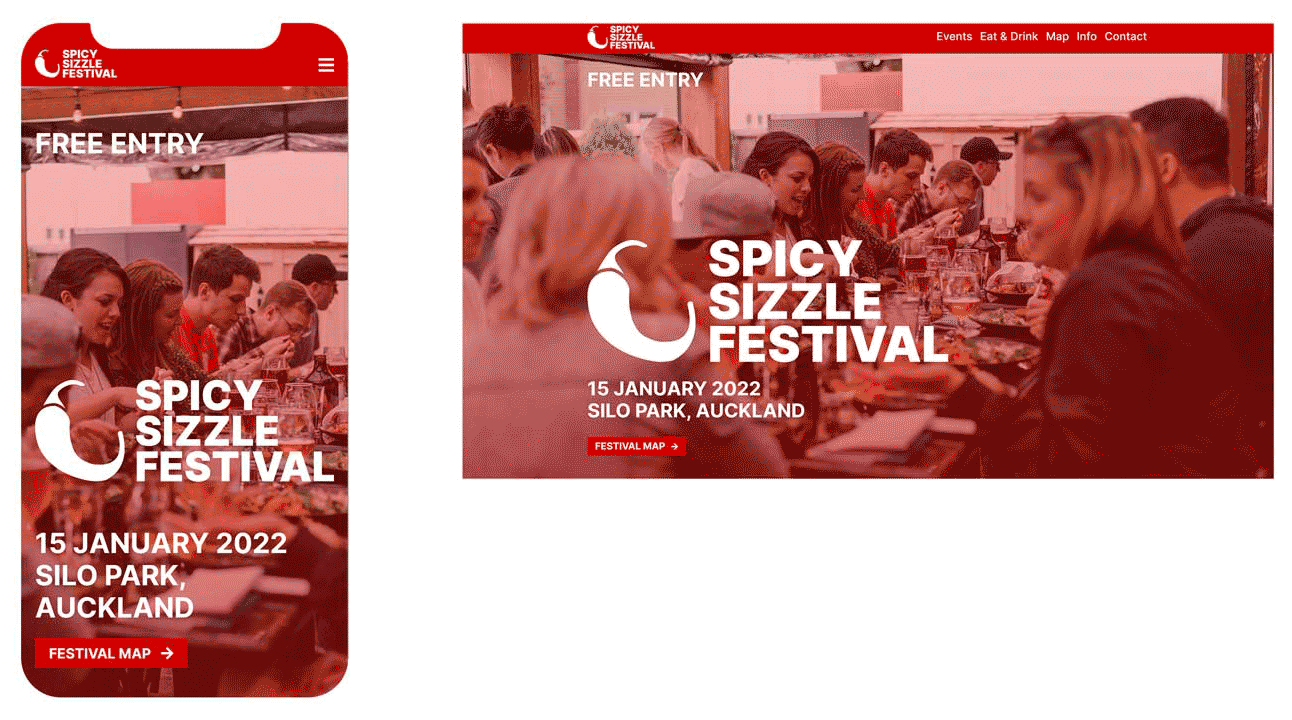 SPICY
SIZZLE
FESTIVAL
FREE ENTRY
SPICY
SIZZLE
FESTIVAL
15 JANUARY 2022
SILO PARK,
AUCKLAND
FESTIVAL MAP →
SPICY
SIZZLE
FESTIVAL
Events Eat & Drink Map Info Contact
FREE ENTRY
SPICY
SIZZLE
FESTIVAL
15 JANUARY 2022
SILO PARK, AUCKLAND
FESTIVAL MAP →